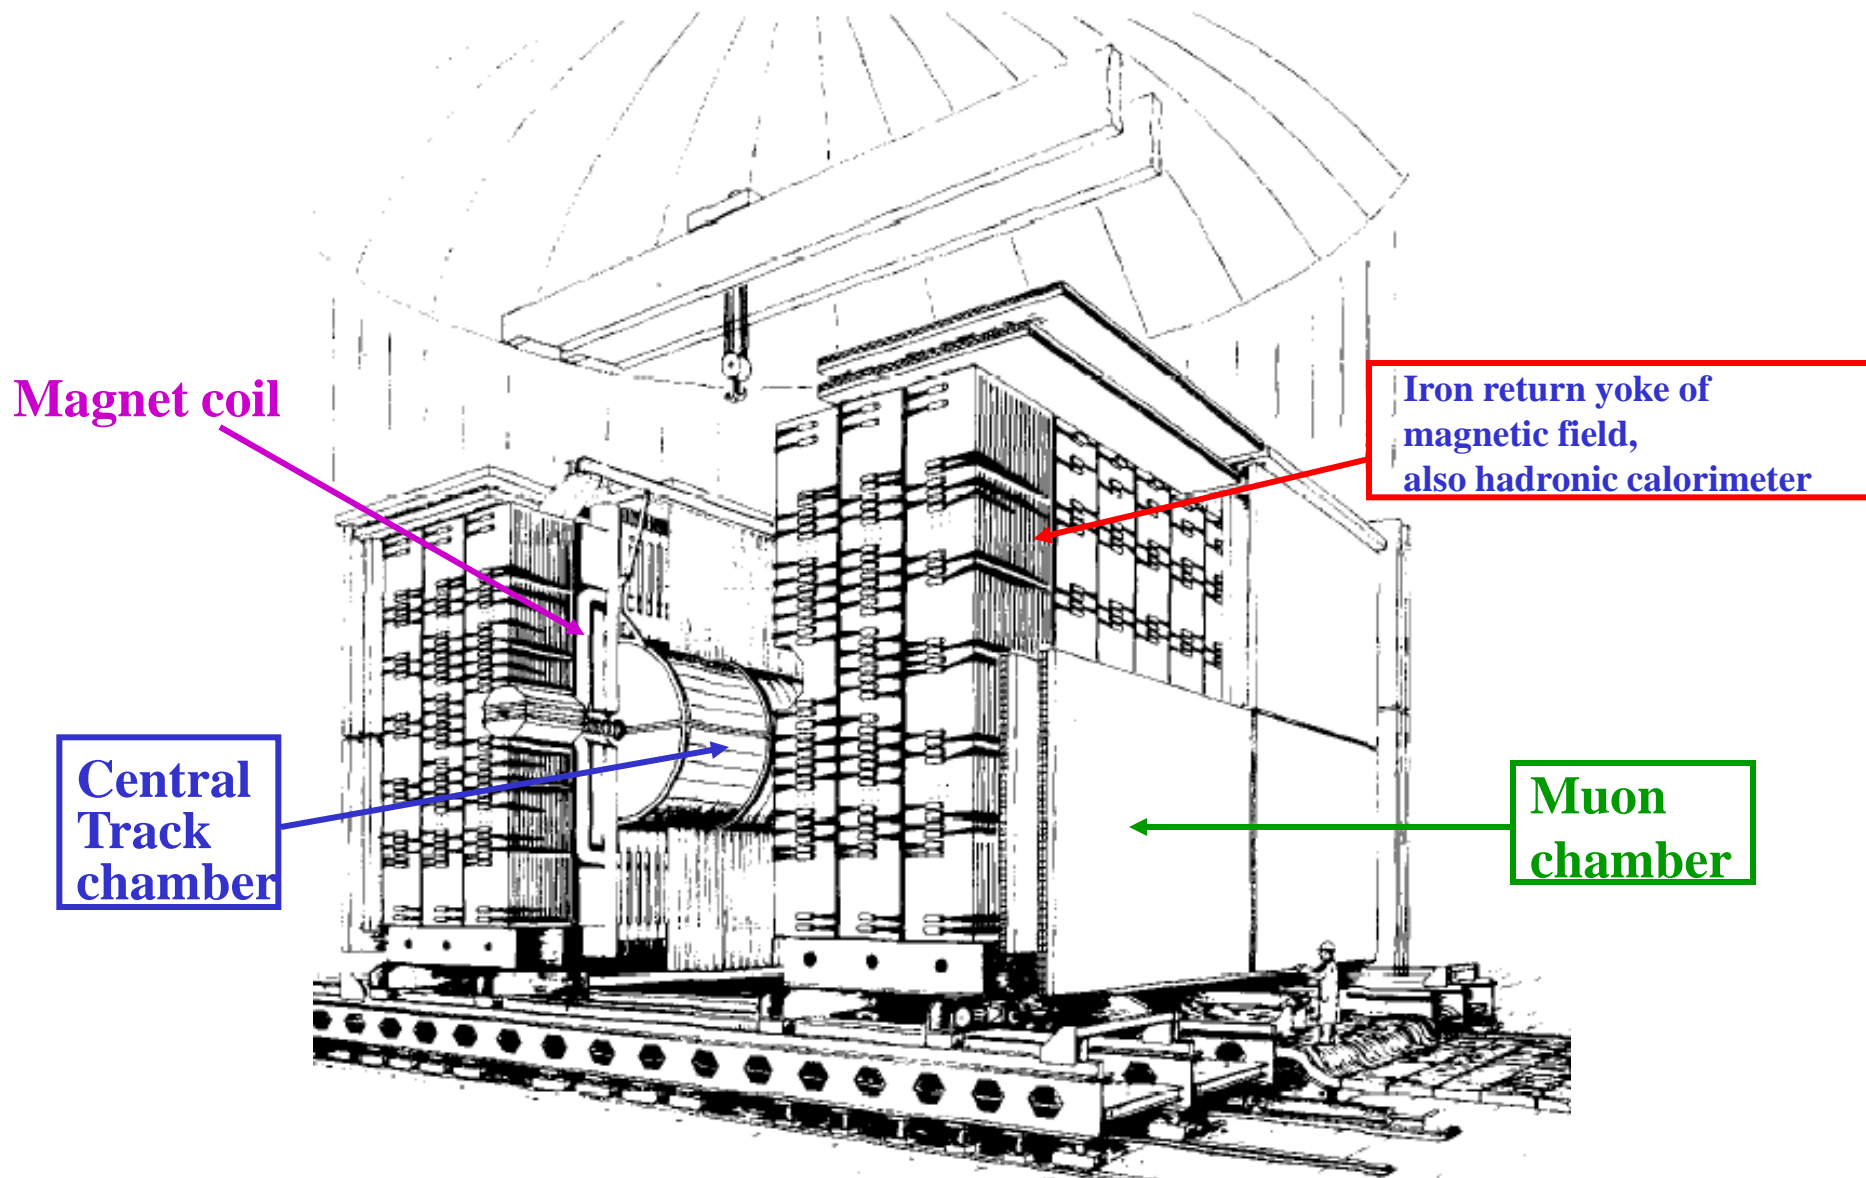 Magnet coil
Iron return yoke of
magnetic field,
also hadronic calorimeter
Central
Track
chamber
Muon
chamber